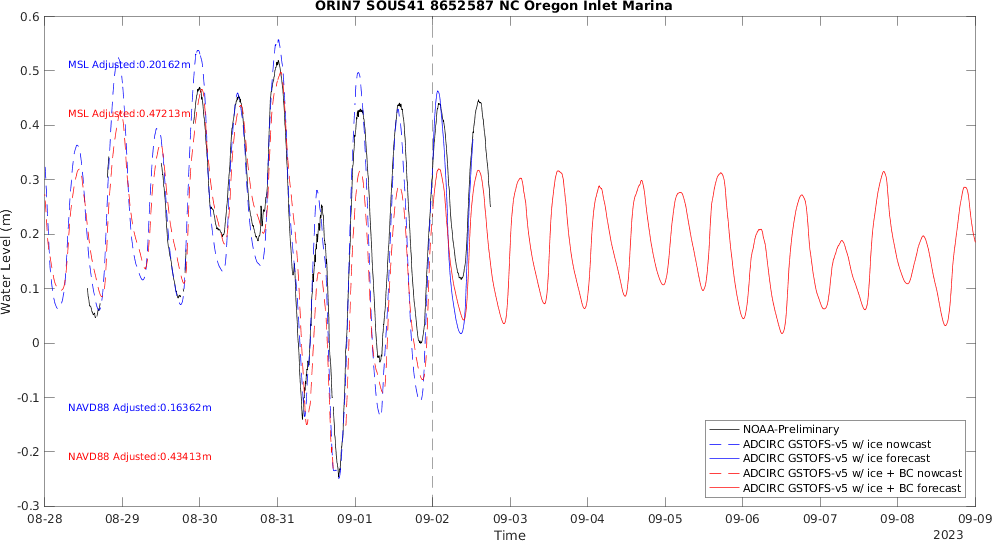 ORIN7 SOUS41 8652587 NC Oregon Inlet Marina
0.6
0.5
0.4
0.3
0.2
0.1
0
-0.1
-0.2
-0.3
Water Level (m)
MSL Adjusted:0.20162m
MSL Adjusted:0.47213m
NAVD88 Adjusted:0.16362m
NAVD88 Adjusted:0.43413m
NOAA-Preliminary
ADCIRC GSTOFS-v5 w/ ice nowcast
ADCIRC GSTOFS-v5 w/ ice forecast
ADCIRC GSTOFS-v5 w/ ice + BC nowcast
ADCIRC GSTOFS-v5 w/ ice + BC forecast
08-28 08-29 08-30 08-31 09-01 09-02 09-03 09-04 09-05 09-06 09-07 09-08 09-09
Time
2023